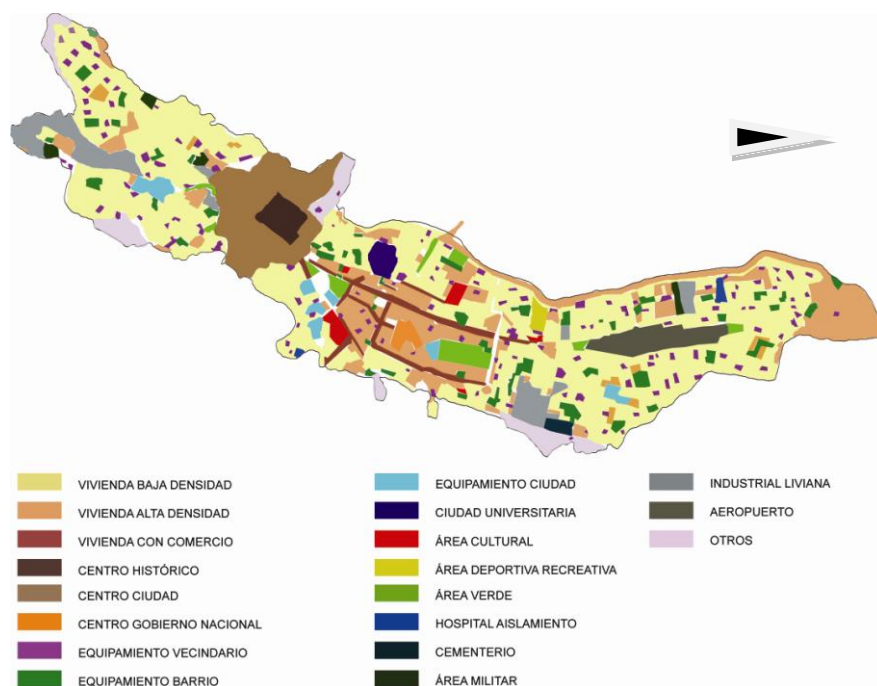 VIVIENDA BAJA DENSIDAD
VIVIENDA ALTA DENSIDAD
VIVIENDA CON COMERCIO
CENTRO HISTÓRICO
CENTRO CIUDAD
CENTRO GOBIERNO NACIONAL
EQUIPAMIENTO VECINDARIO
EQUIPAMIENTO BARRIO
EQUIPAMIENTO CIUDAD
CIUDAD UNIVERSITARIA
ÁREA CULTURAL
ÁREA DEPORTIVA RECREATIVA
ÁREA VERDE
HOSPITAL AISLAMIENTO
CEMENTERIO
ÁREA MILITAR
INDUSTRIAL LIVIANA
AEROPUERTO
OTROS